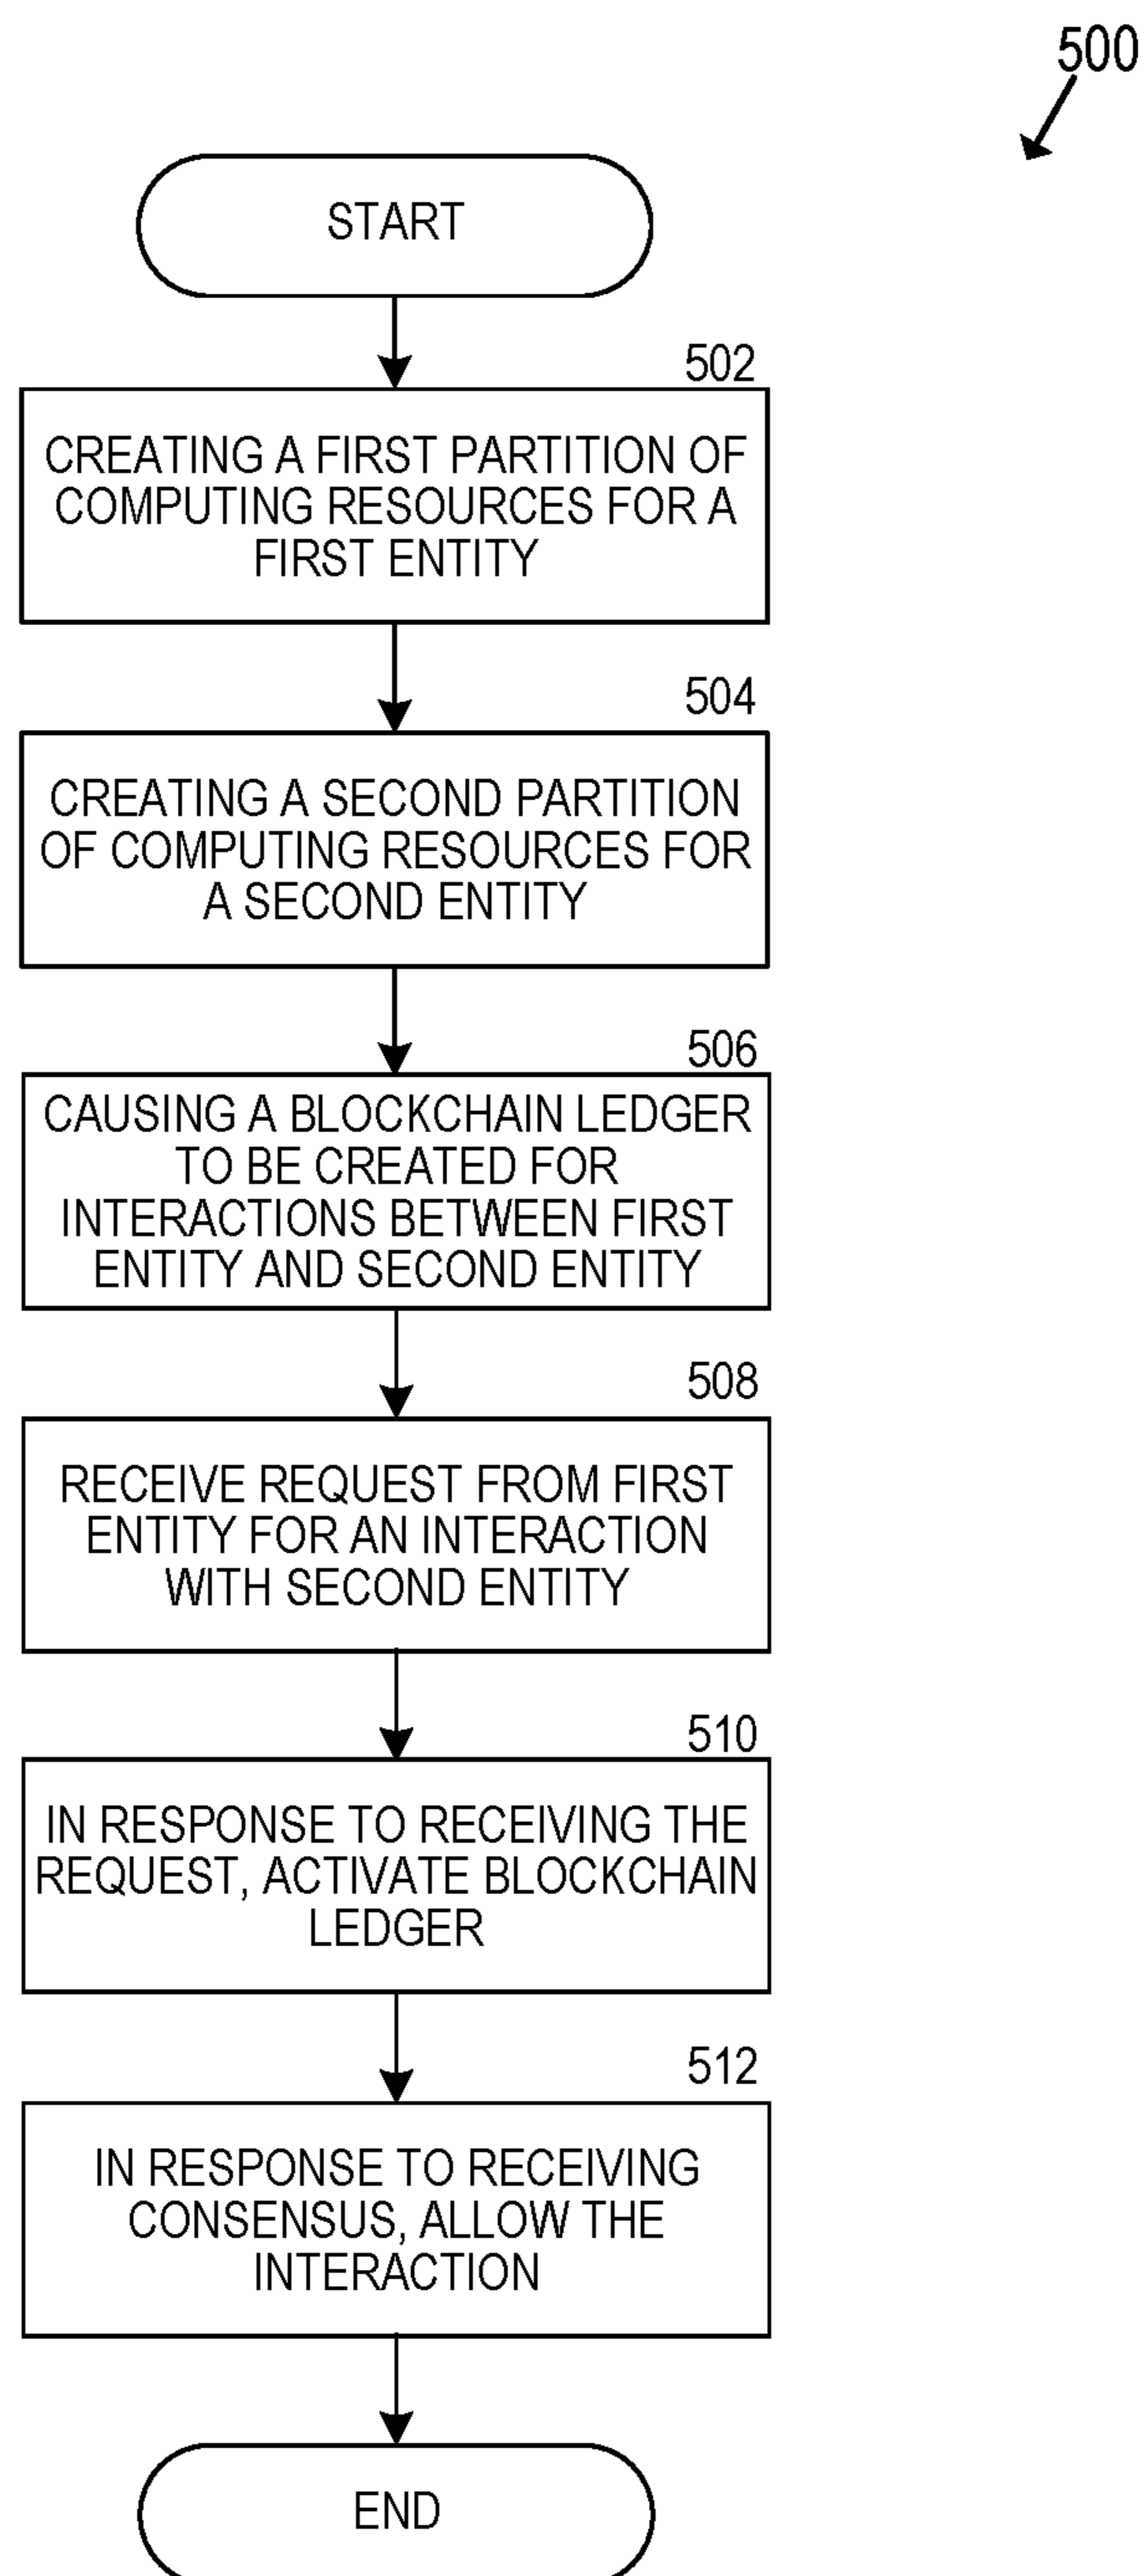 500
START
502
CREATING A FIRST PARTITION OF
COMPUTING RESOURCES FOR A
FIRST ENTITY
504
CREATING A SECOND PARTITION
OF COMPUTING RESOURCES FOR
A SECOND ENTITY
506
CAUSING A BLOCKCHAIN LEDGER
TO BE CREATED FOR
INTERACTIONS BETWEEN FIRST
ENTITY AND SECOND ENTITY
508
RECEIVE REQUEST FROM FIRST
ENTITY FOR AN INTERACTION
WITH SECOND ENTITY
510
IN RESPONSE TO RECEIVING THE
REQUEST, ACTIVATE BLOCKCHAIN
LEDGER
512
IN RESPONSE TO RECEIVING
CONSENSUS, ALLOW THE
INTERACTION
END